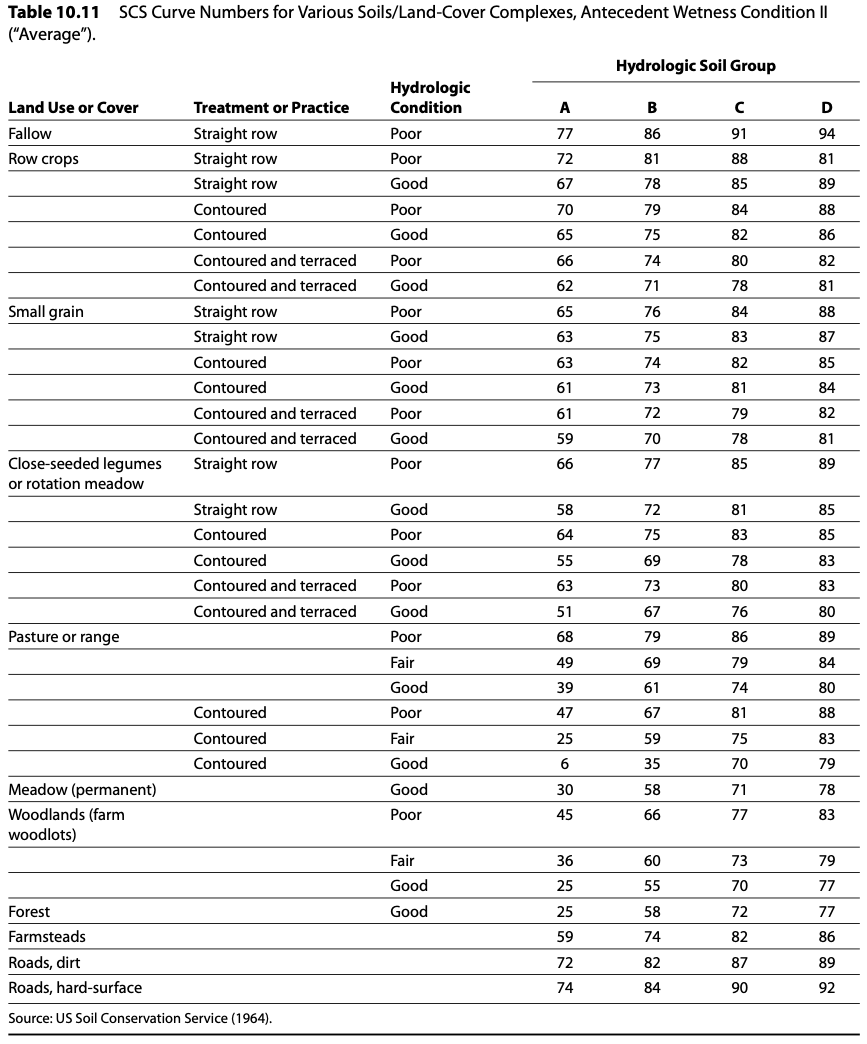 Table 10.11 SCS Curve Numbers for Various Soils/Land-Cover Complexes, Antecedent Wetness Condition II
(“Average”).
Hydrologic Soil Group
Land Use or Cover Treatment or Practice Hydrologic Condition A B C D
Fallow Straight row Poor 77 86 91 94
Row crops Straight row Poor 72 81 88 81
Straight row Good 67 78 85 89
Contoured Poor 70 79 84 88
Contoured Good 65 75 82 86
Contoured and terraced Poor 66 74 80 82
Contoured and terraced Good 62 71 78 81
Small grain Straight row Poor 65 76 84 88
Straight row Good 63 75 83 87
Contoured Poor 63 74 82 85
Contoured Good 61 73 81 84
Contoured and terraced Poor 61 72 79 82
Contoured and terraced Good 59 70 78 81
Close-seeded legumes Straight row Poor 66 77 85 89
or rotation meadow
Straight row Good 58 72 81 85
Contoured Poor 64 75 83 85
Contoured Good 55 69 78 83
Contoured and terraced Poor 63 73 80 83
Contoured and terraced Good 51 67 76 80
Pasture or range Poor 68 79 86 89
Fair 49 69 79 84
Good 39 61 74 80
Contoured Poor 47 67 81 88
Contoured Fair 25 59 75 83
Contoured Good 6 35 70 79
Meadow (permanent) Good 30 58 71 78
Woodlands (farm Poor 45 66 77 83
woodlots)
Fair 36 60 73 79
Good 25 55 70 77
Forest Good 25 58 72 77
Farmsteads 59 74 82 86
Roads, dirt 72 82 87 89
Roads, hard-surface 74 84 90 92
Source: US Soil Conservation Service (1964).